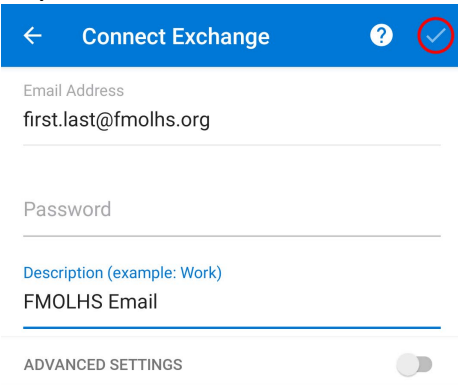 Connect Exchange
Email Address
first.last@fmolhs.org
Password
Description (example: Work)
FMOLHS Email
ADVANCED SETTINGS